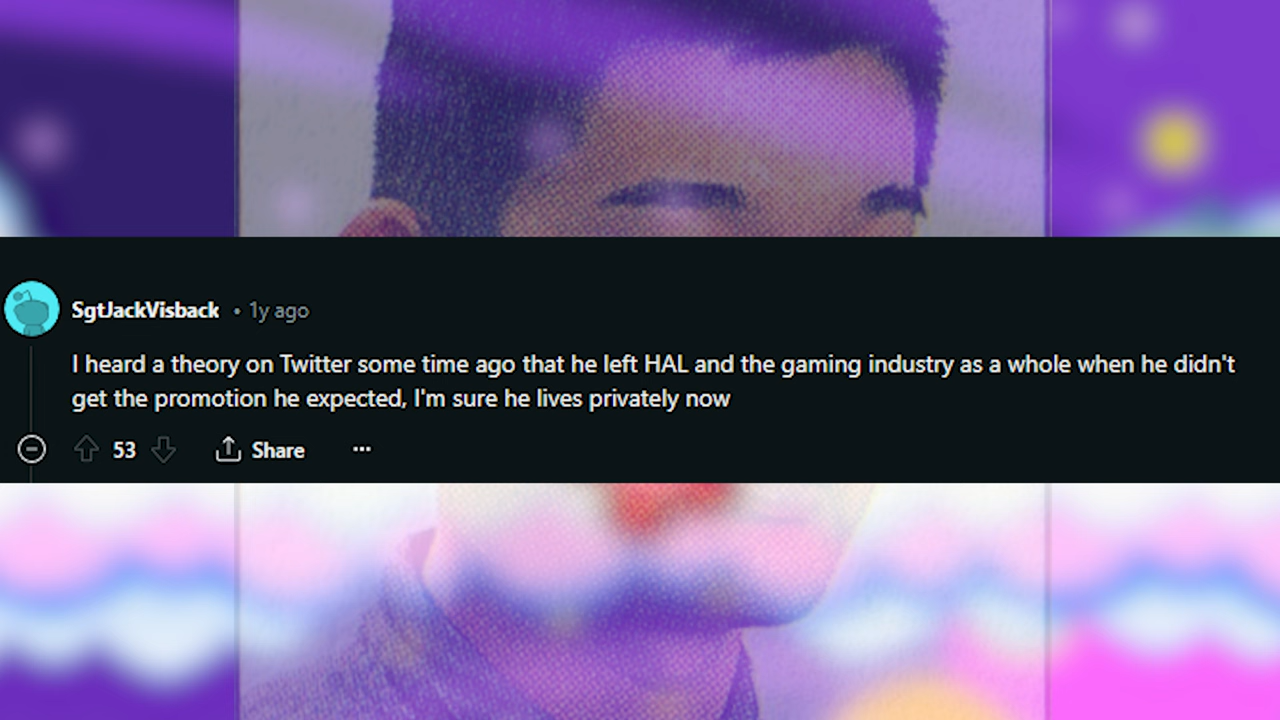 SgtJackVisback • 1y ago
I heard a theory on Twitter some time ago that he left HAL and the gaming industry as a whole when he didn't
get the promotion he expected, I'm sure he lives privately now
53 Share ...